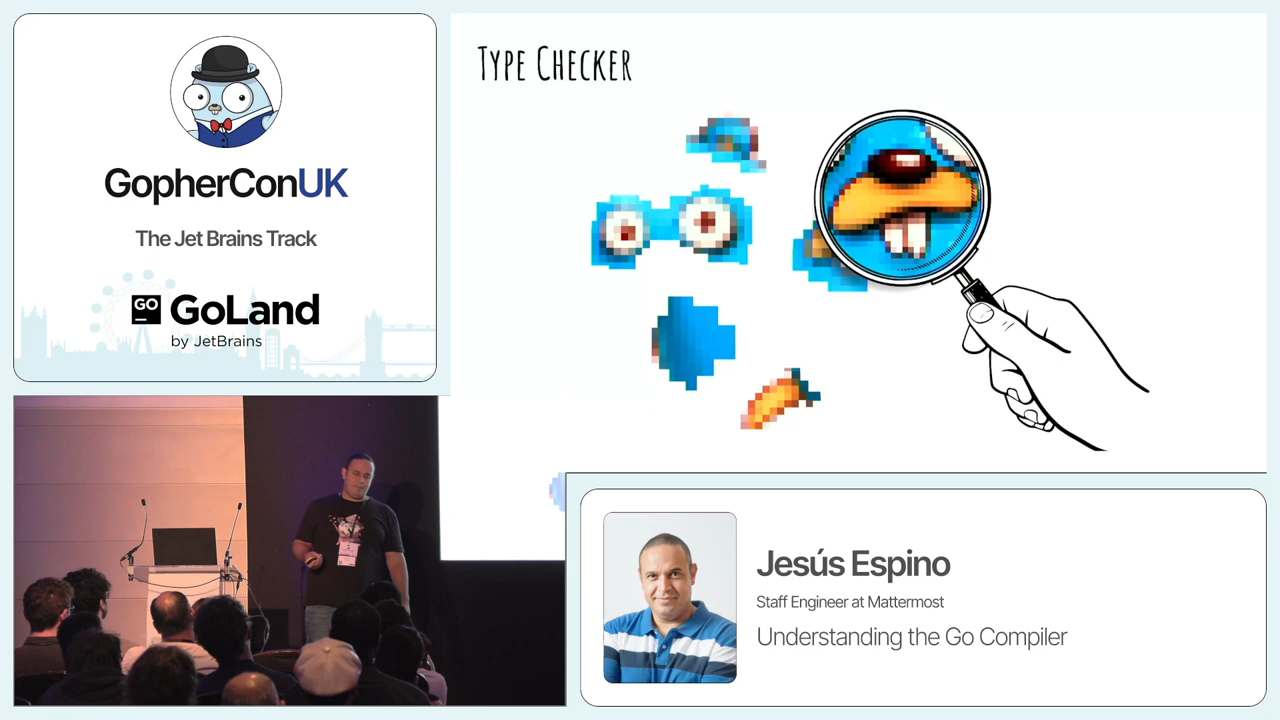 GopherConUK
The Jet Brains Track
GO GoLand
by JetBrains
TYPE CHECKER
Jesús Espino
Staff Engineer at Mattermost
Understanding the Go Compiler